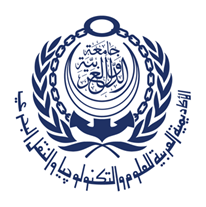 جامعة
الدول العربية
الأكاديمية العربية للعلوم والتكنولوجيا والنقل البحري